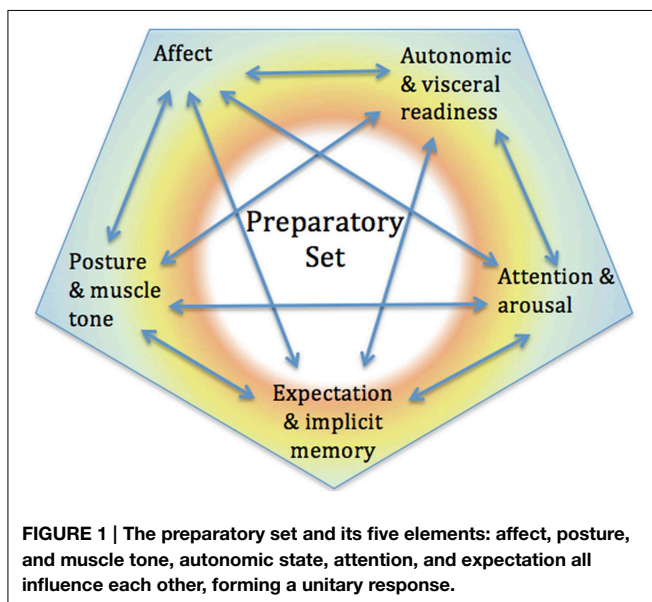 Affect
Autonomic
& visceral
readiness
Preparatory
Set
Posture
& muscle
tone
Attention &
arousal
Expectation
& implicit
memory
FIGURE 1 | The preparatory set and its five elements: affect, posture,
and muscle tone, autonomic state, attention, and expectation all
influence each other, forming a unitary response.